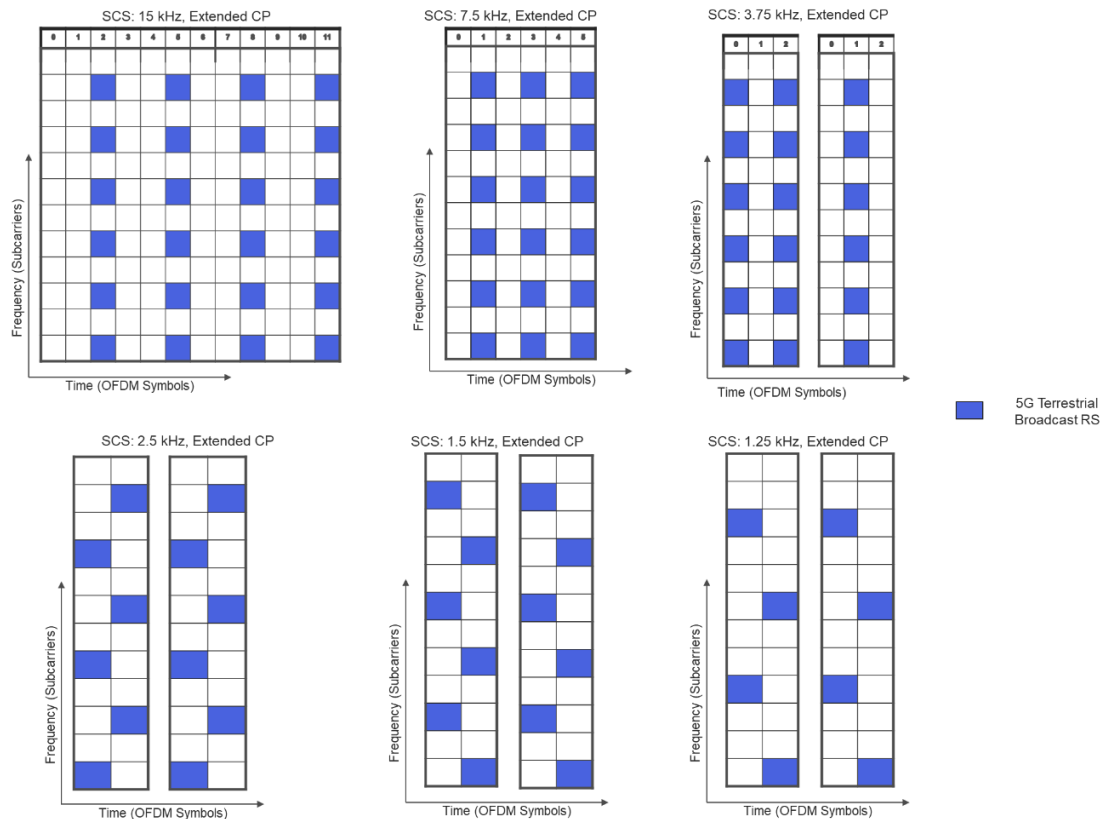 SCS: 15 kHz, Extended CP
0 1 2 3 4 5 6 7 8 9 10 11
Frequency (Subcarriers)
Time (OFDM Symbols)
SCS: 7.5 kHz, Extended CP
0 1 2 3 4 5
Frequency (Subcarriers)
Time (OFDM Symbols)
SCS: 3.75 kHz, Extended CP
0 1 2 0 1 2
Frequency (Subcarriers)
Time (OFDM Symbols)
5G Terrestrial
Broadcast RS
SCS: 2.5 kHz, Extended CP
Frequency (Subcarriers)
Time (OFDM Symbols)
SCS: 1.5 kHz, Extended CP
Frequency (Subcarriers)
Time (OFDM Symbols)
SCS: 1.25 kHz, Extended CP
Frequency (Subcarriers)
Time (OFDM Symbols)